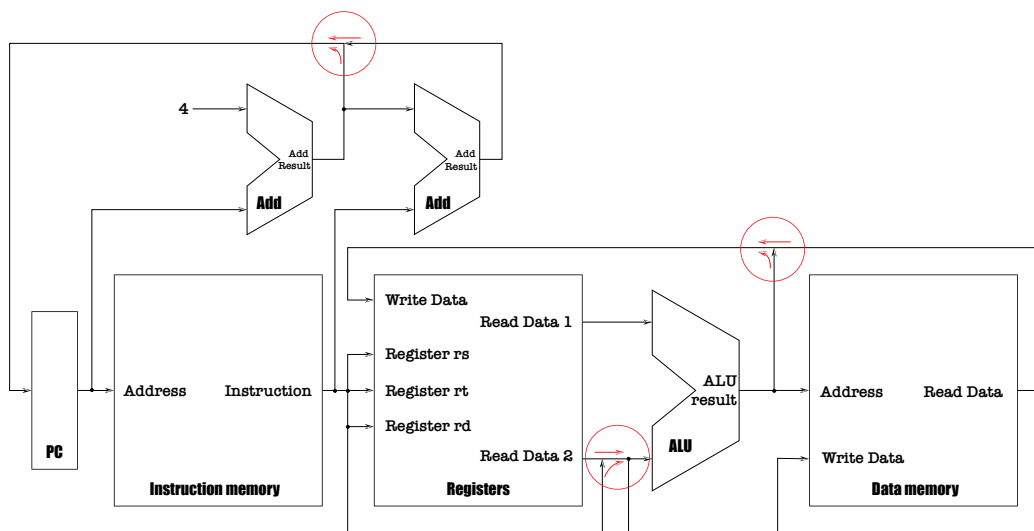 4
Add
Result
Add
Add
Result
Add
Write Data
Read Data 1
Register rs
Address
Instruction
Register rt
Register rd
Read Data 2
ALU
result
ALU
Address
Read Data
Write Data
PC
Instruction memory
Registers
Data memory